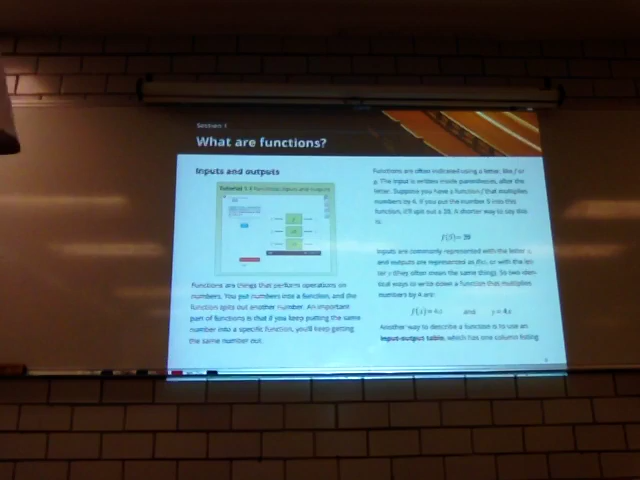 Section 1
What are functions?
Inputs and outputs
Tutorial 1.1 Functions: inputs and outputs
Functions are things that perform operations on
numbers. You put numbers into a function, and the
function spits out another number. An important
part of functions is that if you keep putting the same
number into a specific function, you'll keep getting
the same number out.
Functions are often indicated using a letter, like f or
g. The input is written inside parentheses, after the
letter. Suppose you have a function f that multiplies
numbers by 4. If you put the number 5 into this
function, it'll spit out a 20. A shorter way to say this
is:
f(5)= 20
Inputs are commonly represented with the letter x,
and outputs are represented as f(x), or with the let-
ter y (they often mean the same thing). So two iden-
tical ways to write down a function that multiplies
numbers by 4 are:
f(x)= 4x and y= 4x
Another way to describe a function is to use an
input-output table, which has one column listing